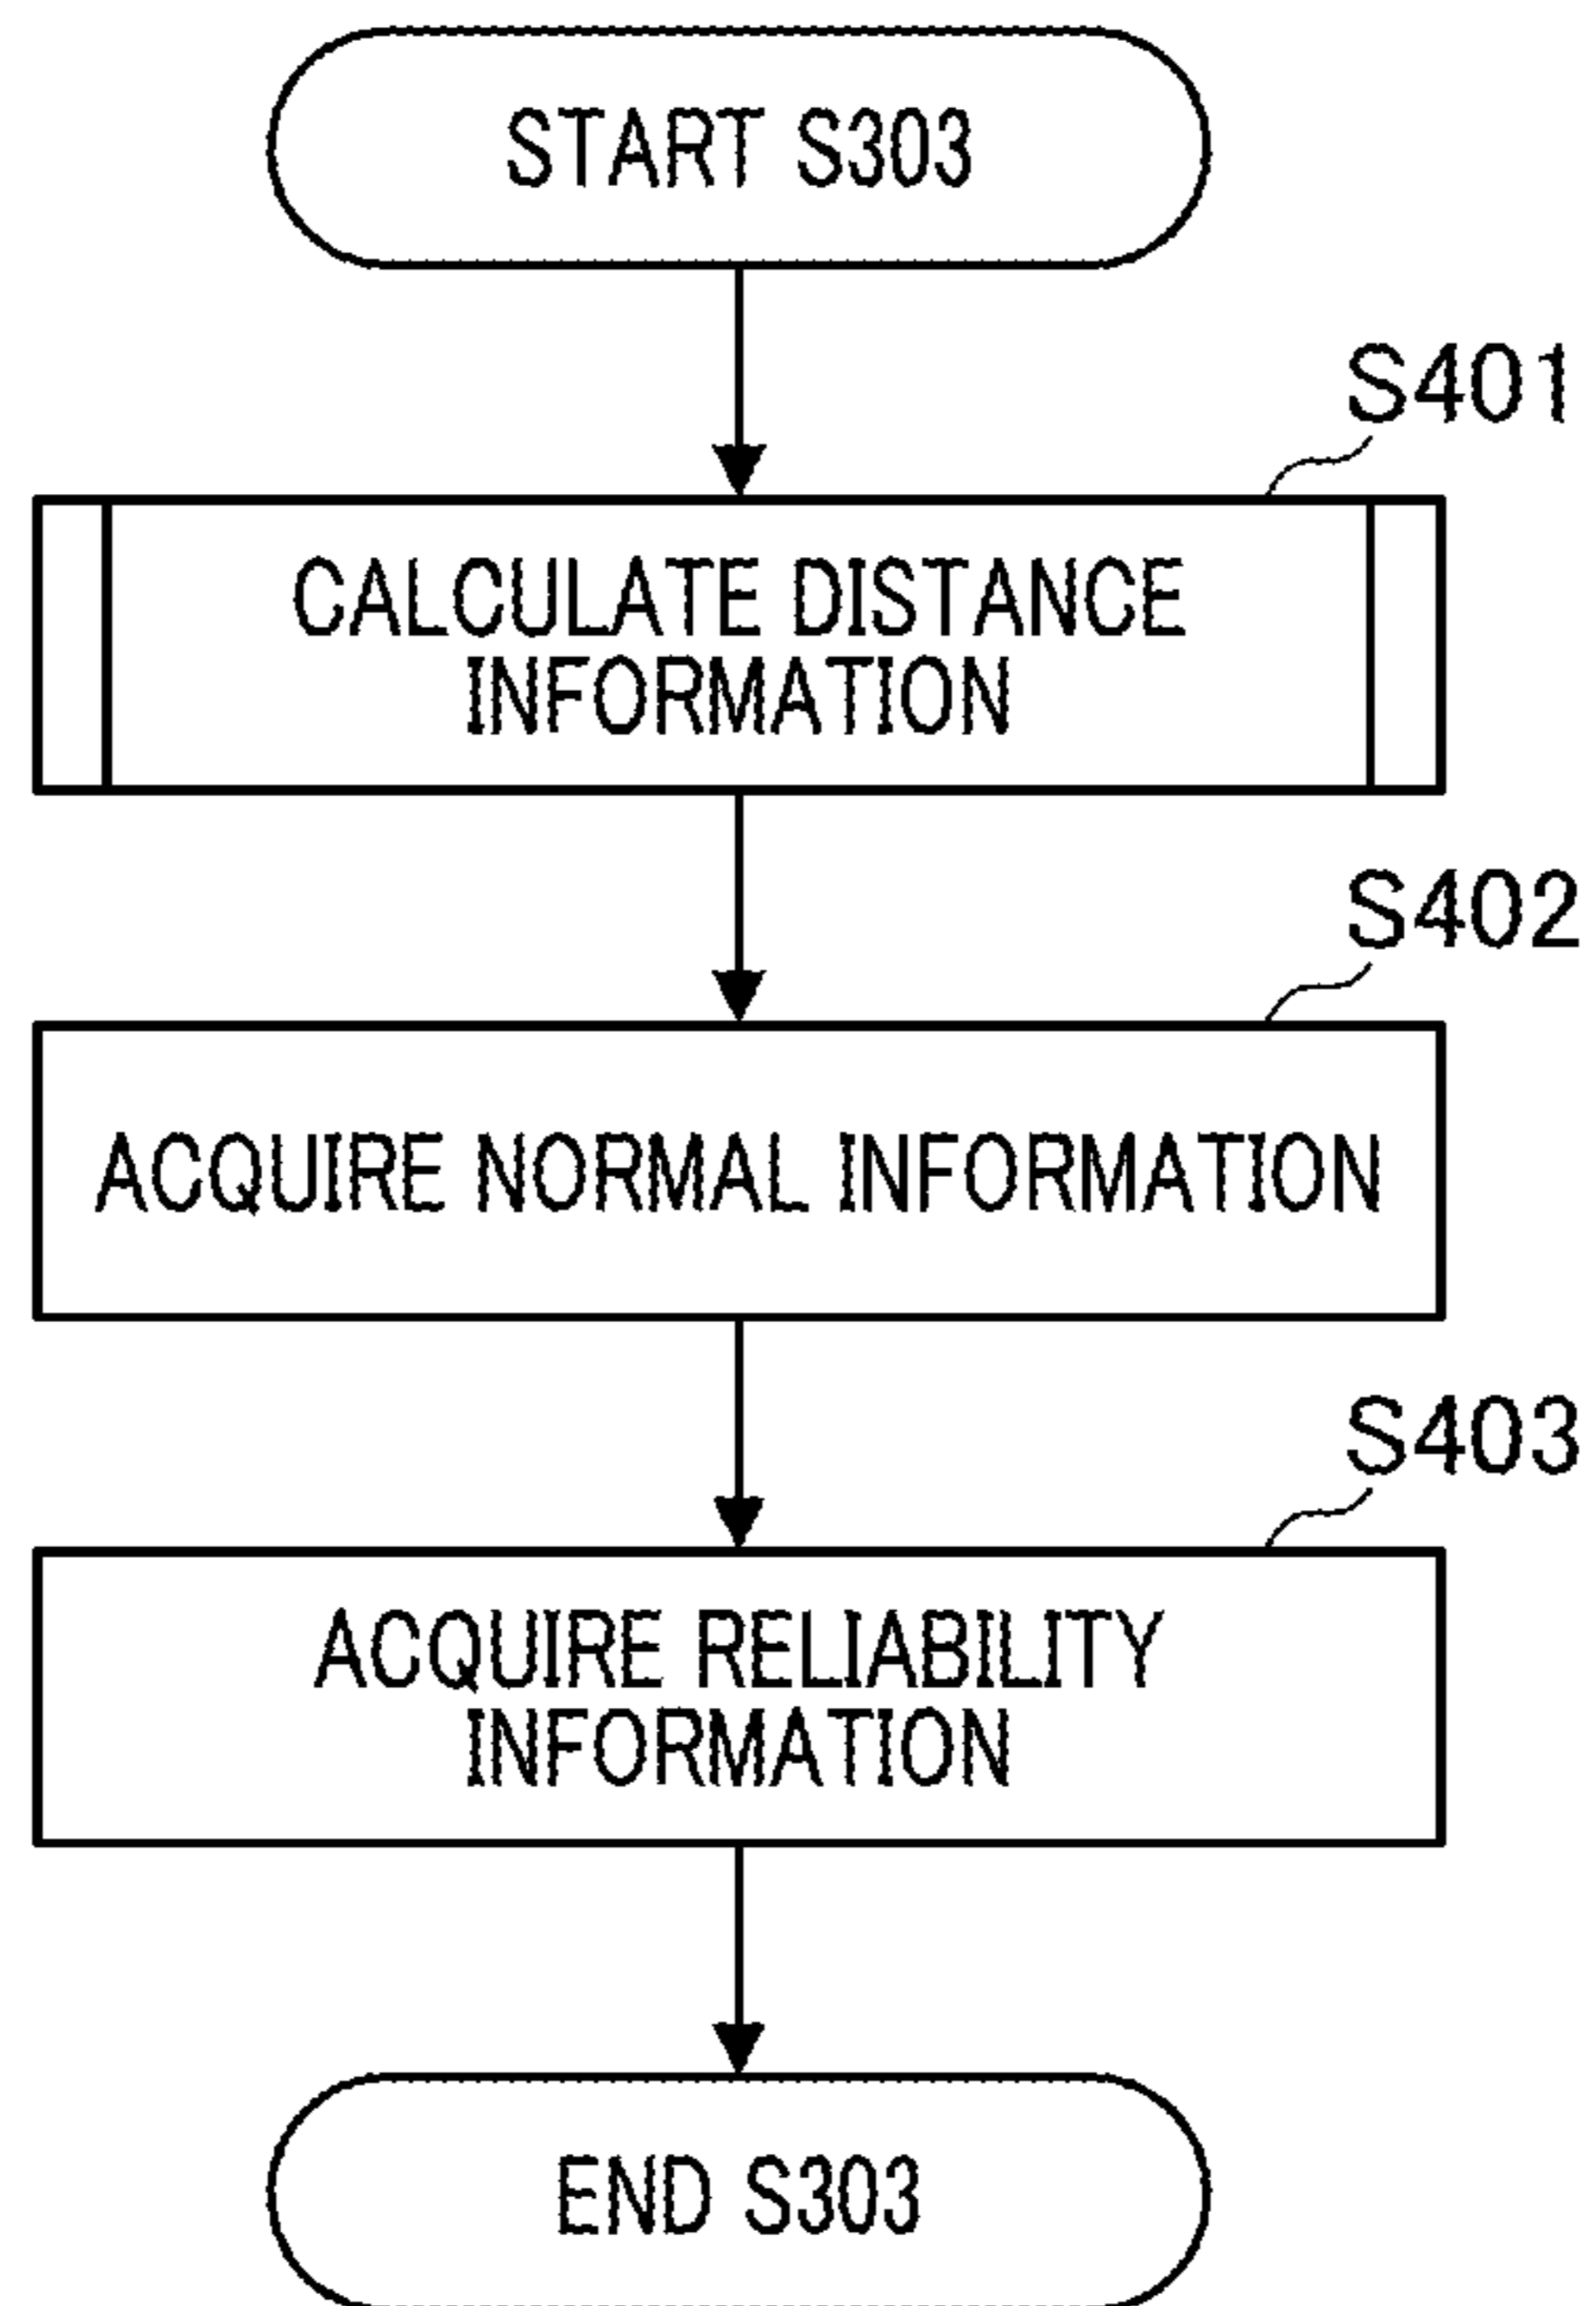 START S303
S401
CALCULATE DISTANCE
INFORMATION
S402
ACQUIRE NORMAL INFORMATION
S403
ACQUIRE RELIABILITY
INFORMATION
END S303